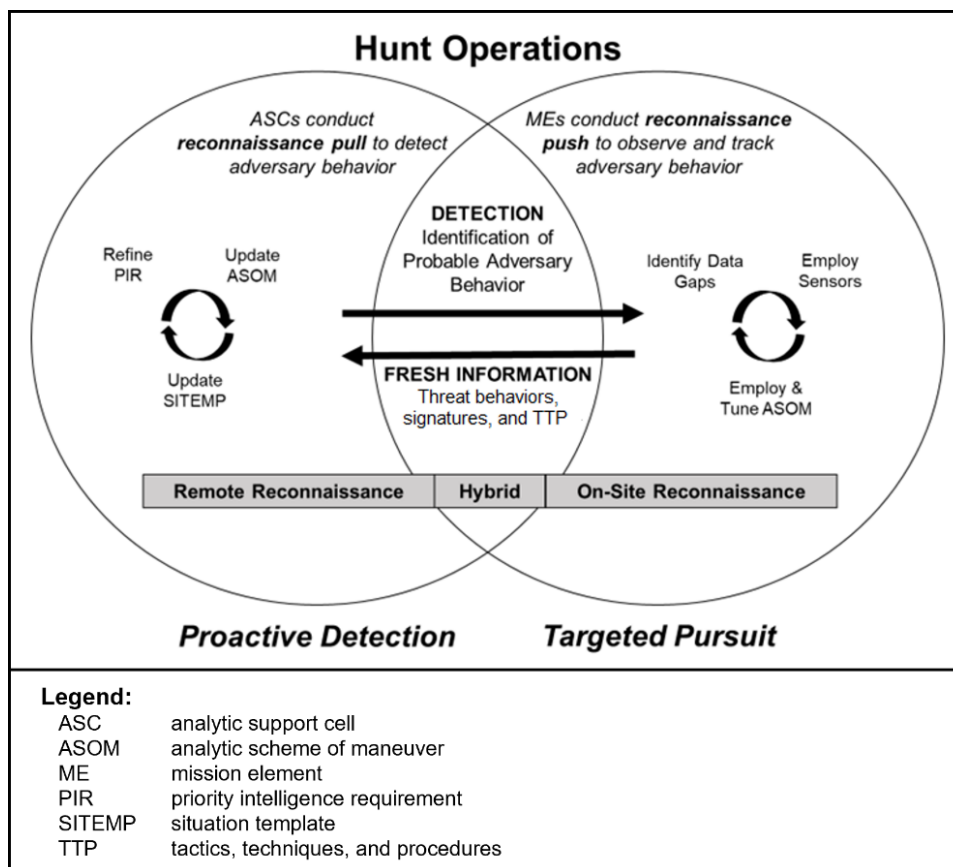 Hunt Operations
ASCs conduct
reconnaissance pull to detect
adversary behavior
MEs conduct reconnaissance
push to observe and track
adversary behavior
DETECTION
Identification of
Probable Adversary
Behavior
Refine
PIR
Update
ASOM
Update
SITEMP
Identify Data
Gaps
Employ
Sensors
Employ &
Tune ASOM
FRESH INFORMATION
Threat behaviors,
signatures, and TTP
Remote Reconnaissance
Hybrid
On-Site Reconnaissance
Proactive Detection
Targeted Pursuit
Legend:
ASC analytic support cell
ASOM analytic scheme of maneuver
ME mission element
PIR priority intelligence requirement
SITEMP situation template
TTP tactics, techniques, and procedures